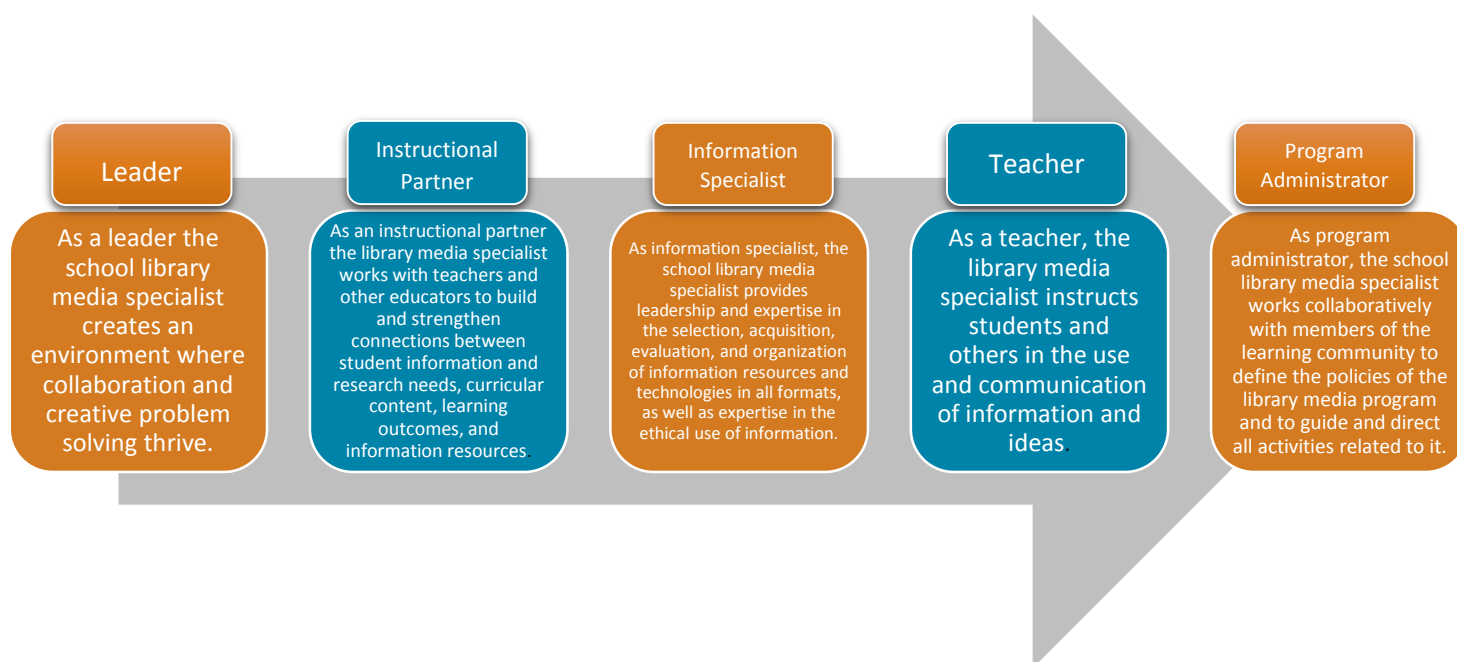 Leader
As a leader the
school library
media specialist
creates an
environment where
collaboration and
creative problem
solving thrive.
Instructional
Partner
As an instructional partner
the library media specialist
works with teachers and
other educators to build
and strengthen
connections between
student information and
research needs, curricular
content, learning
outcomes, and
information resources.
Information
Specialist
As information specialist, the
school library media
specialist provides
leadership and expertise in
the selection, acquisition,
evaluation, and organization
of information resources and
technologies in all formats,
as well as expertise in the
ethical use of information.
Teacher
As a teacher, the
library media
specialist instructs
students and
others in the use
and communication
of information and
ideas.
Program
Administrator
As program
administrator, the school
library media specialist
works collaboratively
with members of the
learning community to
define the policies of the
library media program
and to guide and direct
all activities related to it.